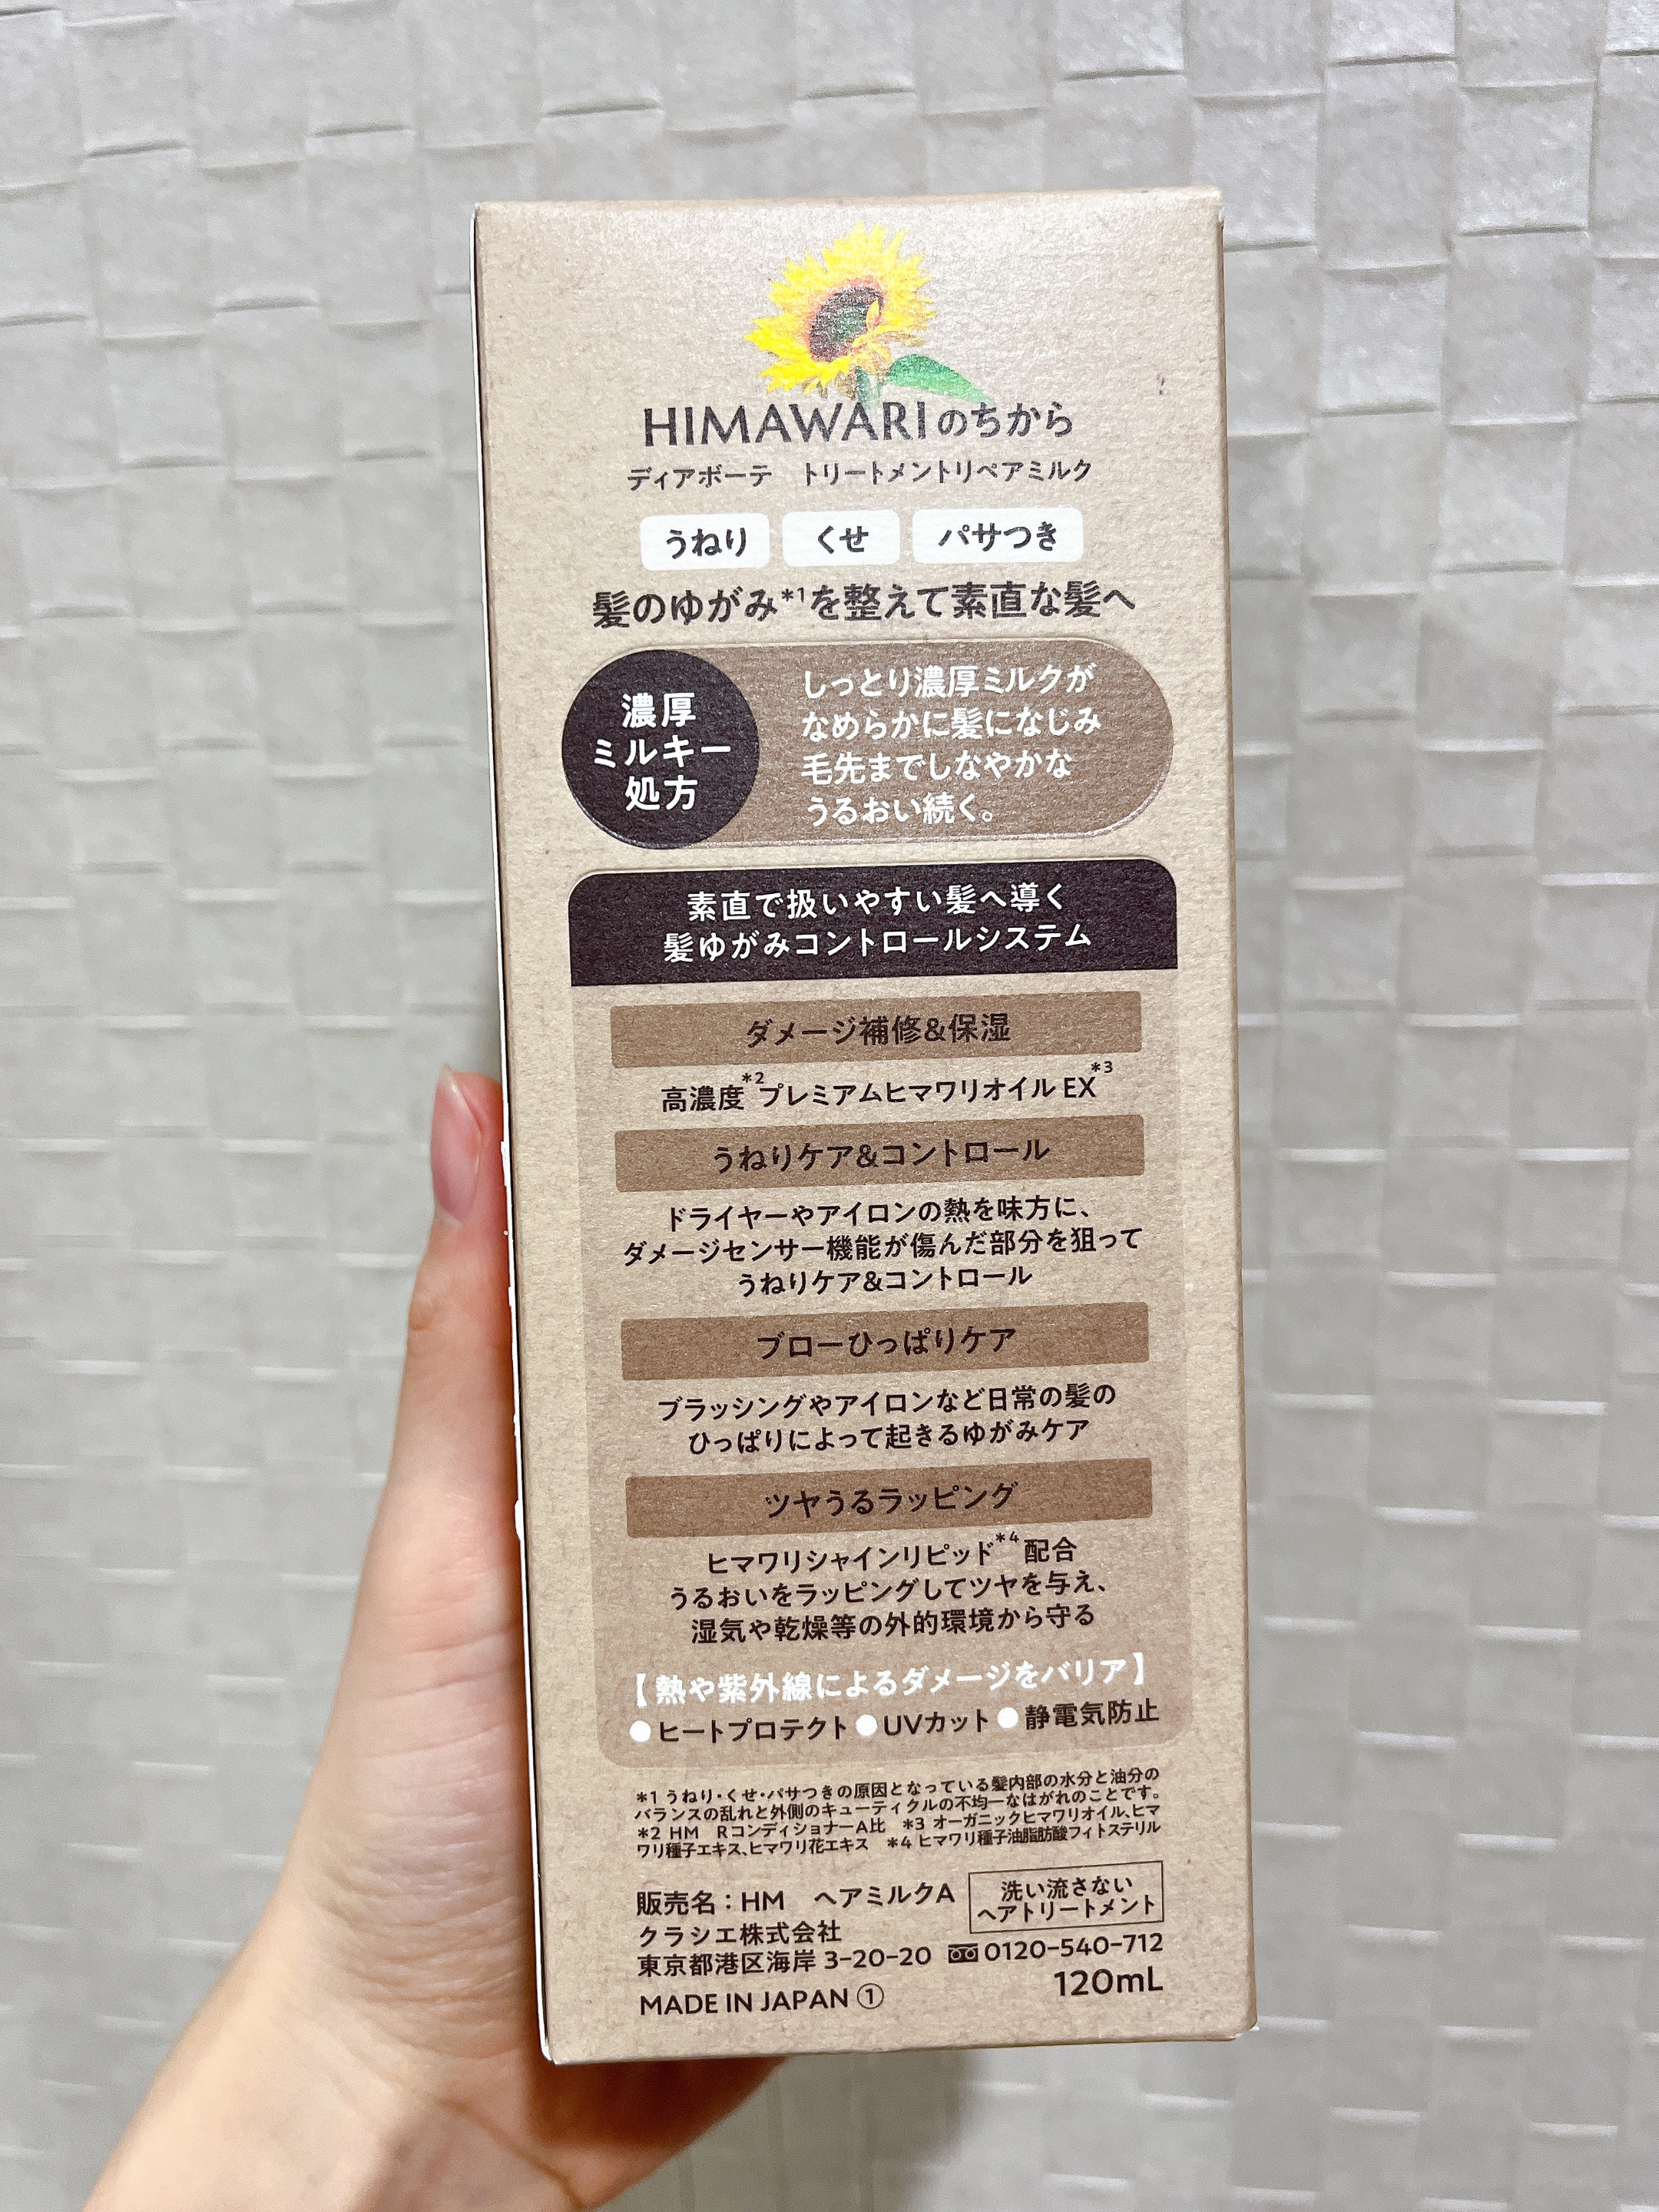 HIMAWARIのちから
ディアボーテ　トリートメントリペアミルク
うねり　くせ　パサつき
髪のゆがみ*1を整えて素直な髪へ
濃厚
ミルキー
処方
しっとり濃厚ミルクが
なめらかに髪になじみ
毛先までしなやかな
うるおい続く。
素直で扱いやすい髪へ導く
髪ゆがみコントロールシステム
ダメージ補修&保湿
高濃度*2プレミアムヒマワリオイル EX*3
うねりケア&コントロール
ドライヤーやアイロンの熱を味方に、
ダメージセンサー機能が傷んだ部分を狙って
うねりケア&コントロール
ブローひっぱりケア
ブラッシングやアイロンなど日常の髪の
ひっぱりによって起きるゆがみケア
ツヤうるラッピング
ヒマワリシャインリピッド*4配合
うるおいをラッピングしてツヤを与え、
湿気や乾燥等の外的環境から守る
【熱や紫外線によるダメージをバリア】
●ヒートプロテクト●UVカット●静電気防止
*1 うねり・くせ・パサつきの原因となっている髪内部の水分と油分の
バランスの乱れと外側のキューティクルの不均一なはがれのことです。
*2 HM　RコンディショナーA比　*3 オーガニックヒマワリオイル、ヒマ
ワリ種子エキス、ヒマワリ花エキス　*4 ヒマワリ種子油脂肪酸フィトステリル
販売名：HM　ヘアミルクA
洗い流さない
ヘアトリートメント
クラシエ株式会社
東京都港区海岸 3-20-20　0120-540-712
MADE IN JAPAN ①　120mL